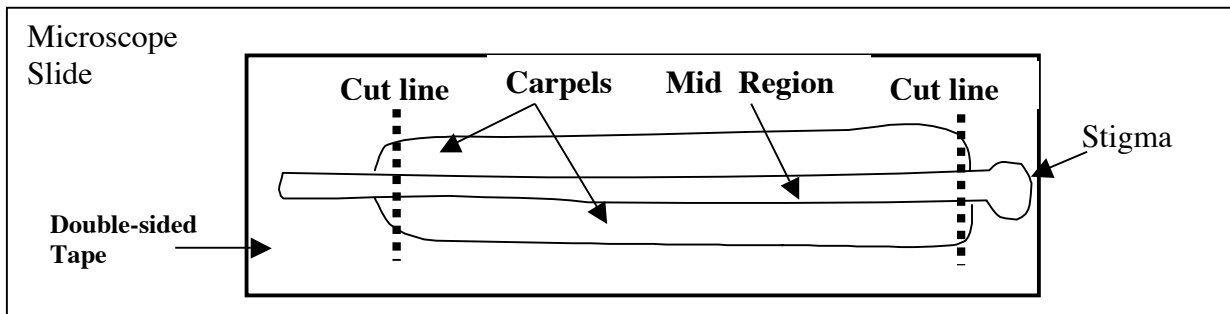 Microscope
Slide
Cut line
Carpels
Mid Region
Cut line
Stigma
Double-sided
Tape